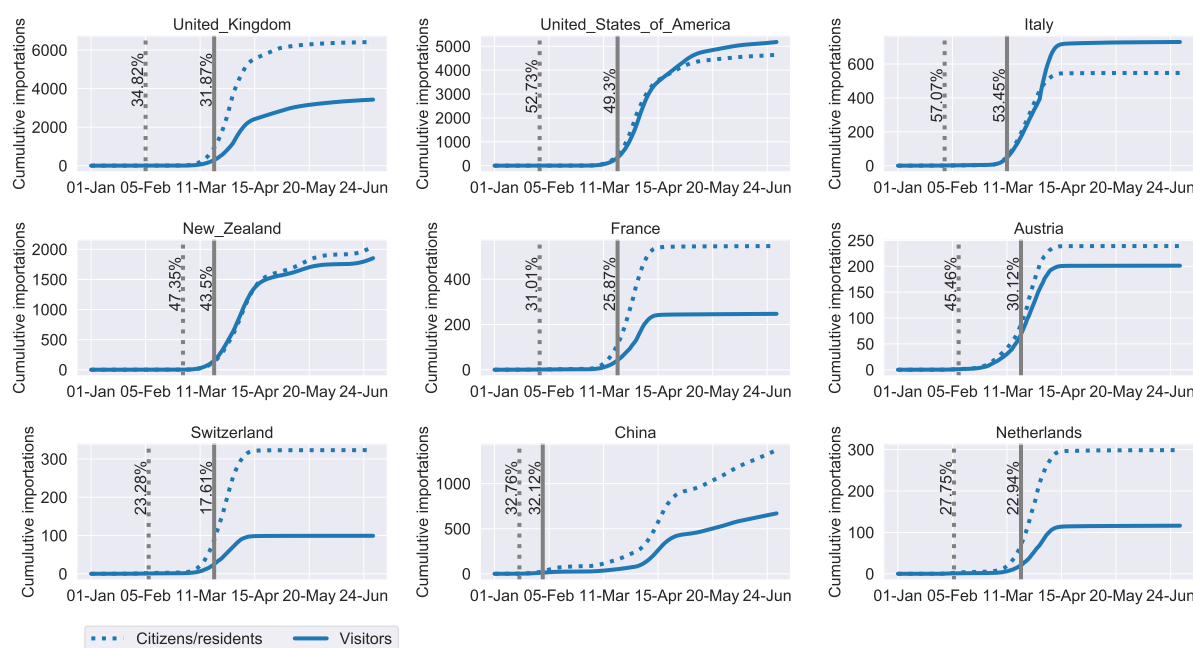 United_Kingdom
Cumulutive importations
6000
4000
2000
0
34.82%
31.87%
01-Jan 05-Feb 11-Mar 15-Apr 20-May 24-Jun
United_States_of_America
Cumulutive importations
5000
4000
3000
2000
1000
0
52.73%
49.3%
01-Jan 05-Feb 11-Mar 15-Apr 20-May 24-Jun
Italy
Cumulutive importations
600
400
200
0
57.07%
53.45%
01-Jan 05-Feb 11-Mar 15-Apr 20-May 24-Jun
New_Zealand
Cumulutive importations
2000
1500
1000
500
0
47.35%
43.5%
01-Jan 05-Feb 11-Mar 15-Apr 20-May 24-Jun
France
Cumulutive importations
400
200
0
31.01%
25.87%
01-Jan 05-Feb 11-Mar 15-Apr 20-May 24-Jun
Austria
Cumulutive importations
250
200
150
100
50
0
45.46%
30.12%
01-Jan 05-Feb 11-Mar 15-Apr 20-May 24-Jun
Switzerland
Cumulutive importations
300
200
100
0
23.28%
17.61%
01-Jan 05-Feb 11-Mar 15-Apr 20-May 24-Jun
China
Cumulutive importations
1000
500
0
32.76%
32.12%
01-Jan 05-Feb 11-Mar 15-Apr 20-May 24-Jun
Netherlands
Cumulutive importations
300
200
100
0
27.75%
22.94%
01-Jan 05-Feb 11-Mar 15-Apr 20-May 24-Jun
Citizens/residents Visitors